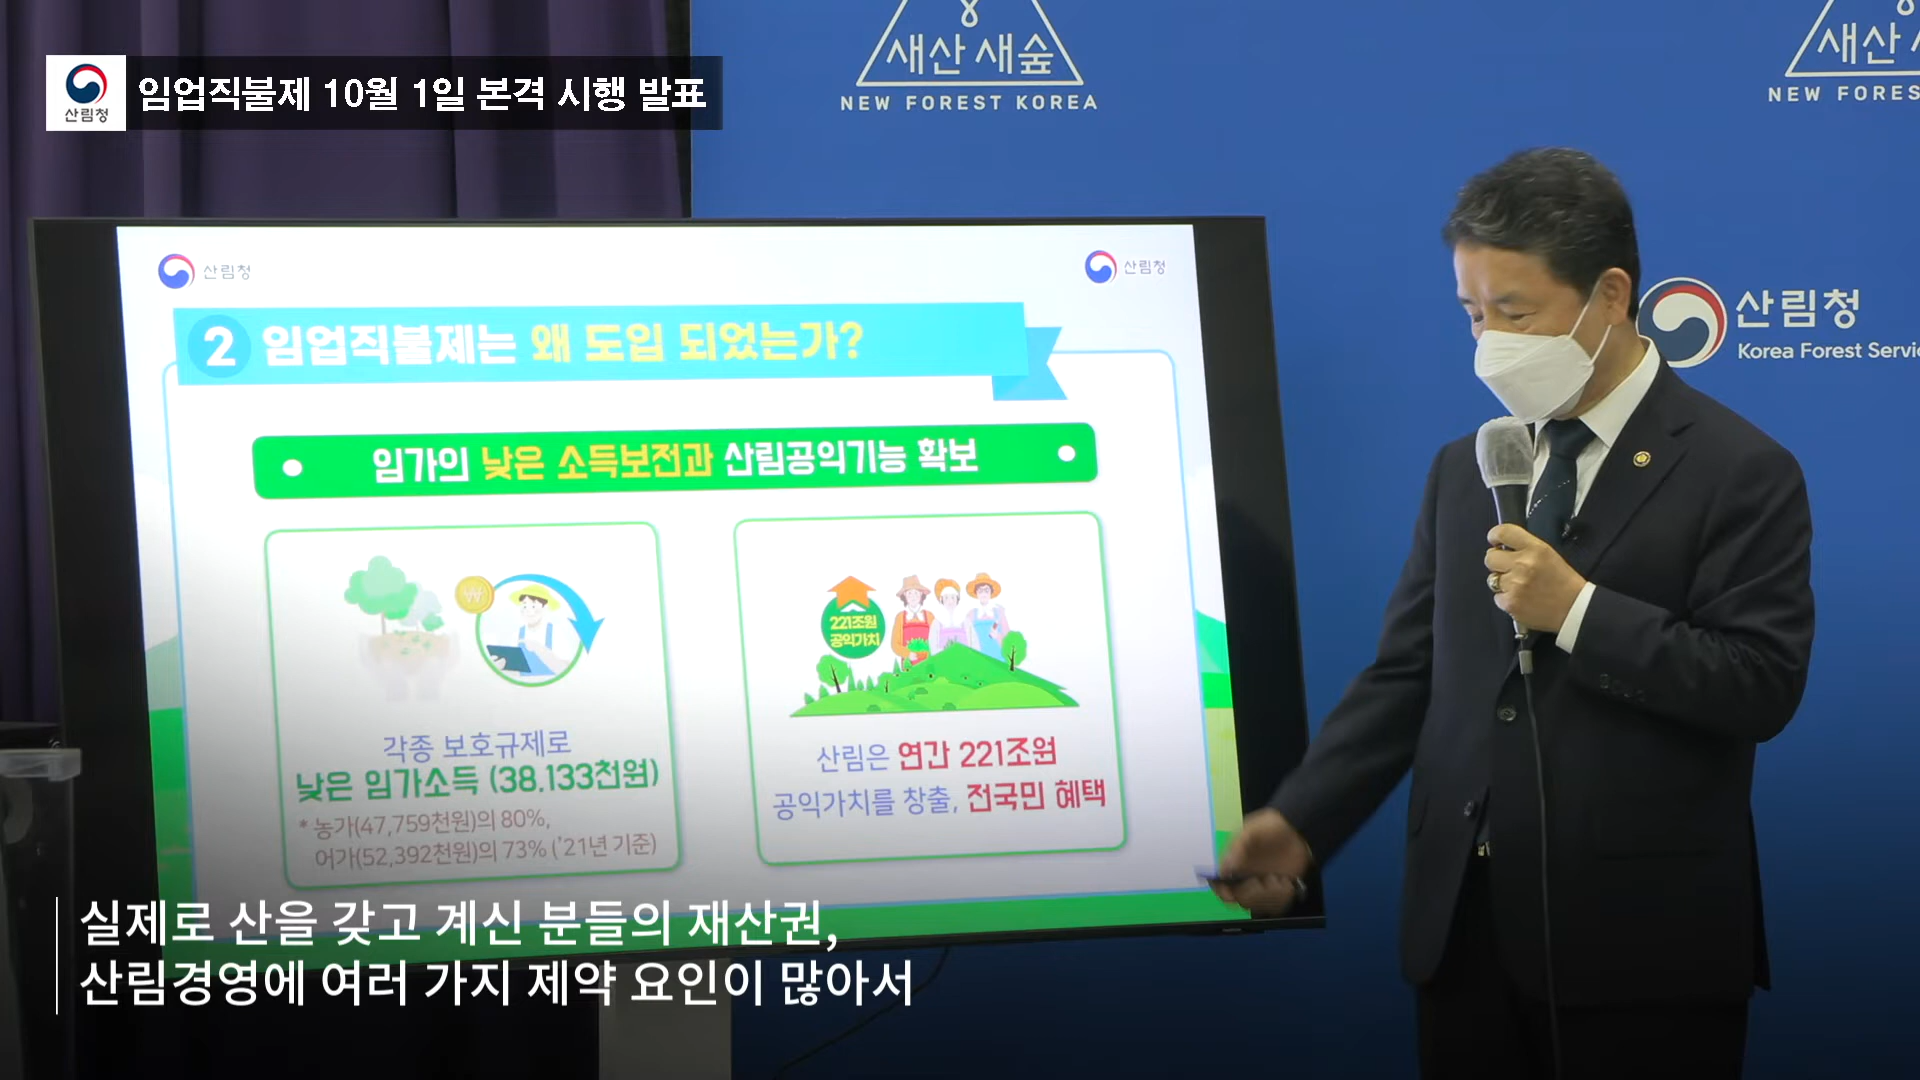 새산새숲
NEW FOREST KOREA
새산
NEW FORES
산림청
임업직불제 10월 1일 본격 시행 발표
산림청
산림청
2 임업직불제는 왜 도입 되었는가?
임가의 낮은 소득보전과 산림공익기능 확보
221조원
공익가치
각종 보호규제로
낮은 임가소득 (38,133천원)
* 농가(47,759천원)의 80%,
어가(52,392천원)의 73% ('21년 기준)
산림은 연간 221조원
공익가치를 창출, 전국민 혜택
산림청
Korea Forest Servic
실제로 산을 갖고 계신 분들의 재산권,
산림경영에 여러 가지 제약 요인이 많아서